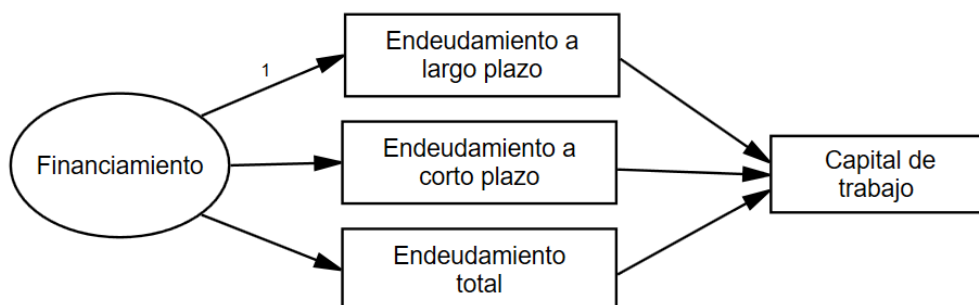 Endeudamiento a
largo plazo
1
Financiamiento
Endeudamiento a
corto plazo
Capital de
trabajo
Endeudamiento
total